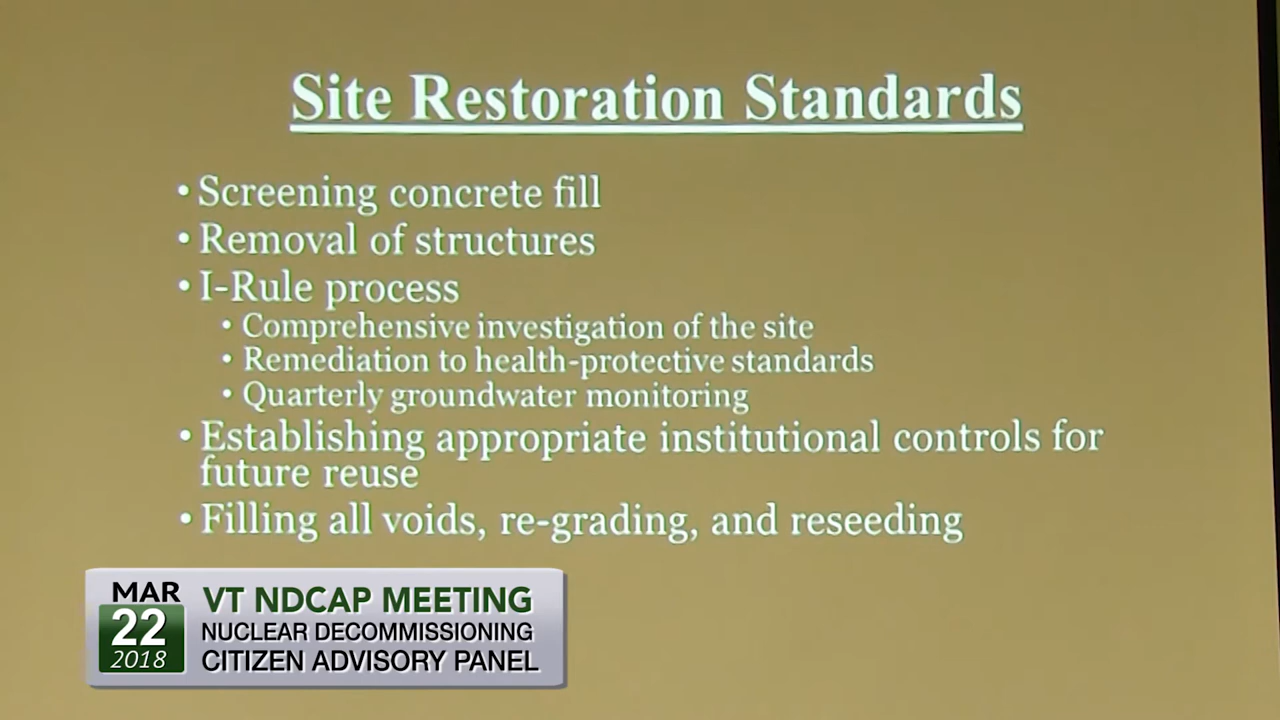 Site Restoration Standards
• Screening concrete fill
• Removal of structures
• I-Rule process
• Comprehensive investigation of the site
• Remediation to health-protective standards
• Quarterly groundwater monitoring
• Establishing appropriate institutional controls for
future reuse
• Filling all voids, re-grading, and reseeding
MAR
22
2018
VT NDCAP MEETING
NUCLEAR DECOMMISSIONING
CITIZEN ADVISORY PANEL